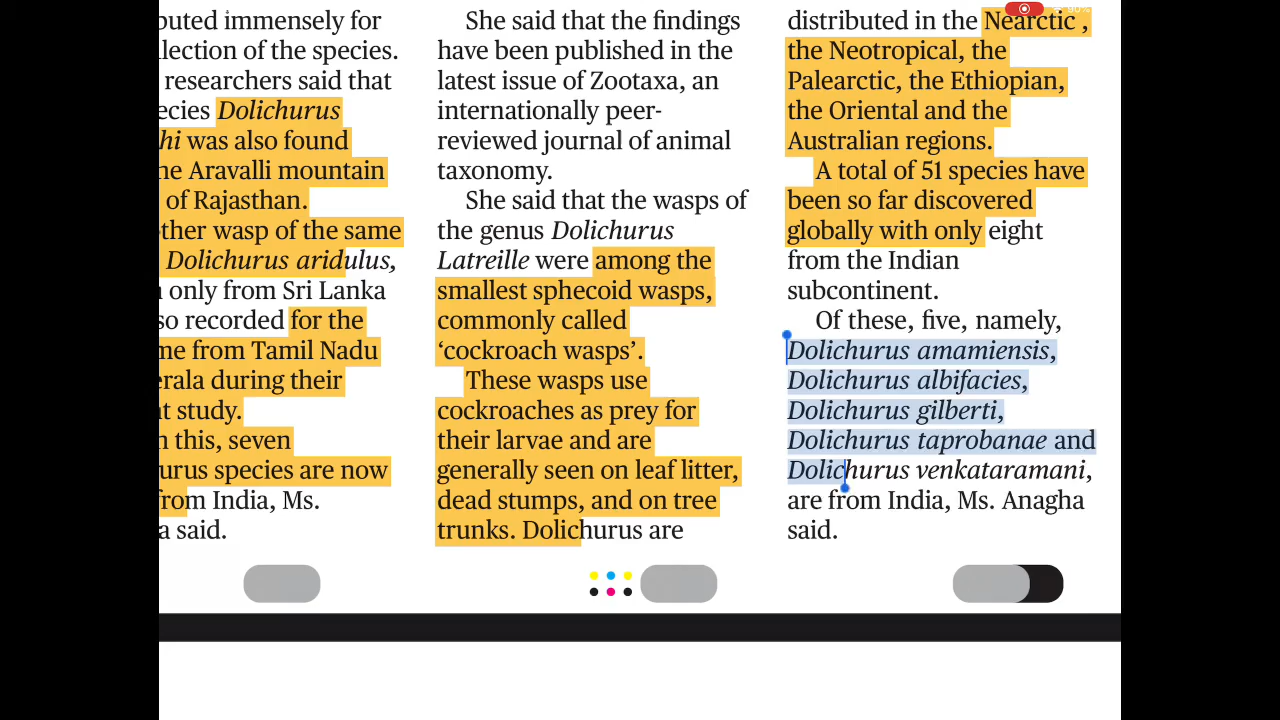 buted immensely for
lection of the species.
researchers said that
ecies Dolichurus
hi was also found
ne Aravalli mountain
of Rajasthan.
ther wasp of the same
Dolichurus aridulus,
only from Sri Lanka
so recorded for the
me from Tamil Nadu
erala during their
nt study.
h this, seven
urus species are now
from India, Ms.
a said.
She said that the findings
have been published in the
latest issue of Zootaxa, an
internationally peer-
reviewed journal of animal
taxonomy.
She said that the wasps of
the genus Dolichurus
Latreille were among the
smallest sphecoid wasps,
commonly called
‘cockroach wasps’.
These wasps use
cockroaches as prey for
their larvae and are
generally seen on leaf litter,
dead stumps, and on tree
trunks. Dolichurus are
distributed in the Nearctic ,
the Neotropical, the
Palearctic, the Ethiopian,
the Oriental and the
Australian regions.
A total of 51 species have
been so far discovered
globally with only eight
from the Indian
subcontinent.
Of these, five, namely,
Dolichurus amamiensis,
Dolichurus albifacies,
Dolichurus gilberti,
Dolichurus taprobanae and
Dolichurus venkataramani,
are from India, Ms. Anagha
said.